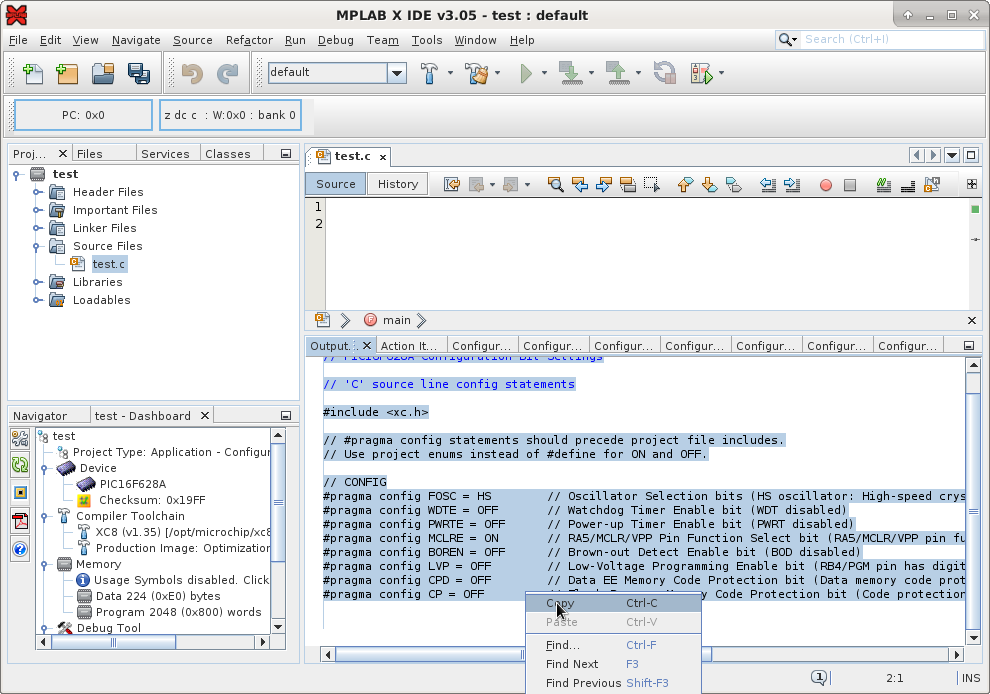 MPLAB X IDE v3.05 - test : default
File Edit View Navigate Source Refactor Run Debug Team Tools Window Help
Search (Ctrl+I)
default
PC: 0x0
z dc c : W:0x0 : bank 0
Proj... Files Services Classes
test
Header Files
Important Files
Linker Files
Source Files
test.c
Libraries
Loadables
test.c
Source History
1
2
main
Navigator test - Dashboard
test
Project Type: Application - Configur
Device
PIC16F628A
Checksum: 0x19FF
Compiler Toolchain
XC8 (v1.35) [/opt/microchip/xc8
Production Image: Optimization
Memory
Usage Symbols disabled. Click
Data 224 (0xE0) bytes
Program 2048 (0x800) words
Debug Tool
Output... Action It... Configur... Configur... Configur... Configur... Configur... Configur... Configur...
// PIC16F628A Configuration Bit Settings
// 'C' source line config statements
#include <xc.h>
// #pragma config statements should precede project file includes.
// Use project enums instead of #define for ON and OFF.
// CONFIG
#pragma config FOSC = HS // Oscillator Selection bits (HS oscillator: High-speed crys
#pragma config WDTE = OFF // Watchdog Timer Enable bit (WDT disabled)
#pragma config PWRTE = OFF // Power-up Timer Enable bit (PWRT disabled)
#pragma config MCLRE = ON // RA5/MCLR/VPP Pin Function Select bit (RA5/MCLR/VPP pin fu
#pragma config BOREN = OFF // Brown-out Detect Enable bit (BOD disabled)
#pragma config LVP = OFF // Low-Voltage Programming Enable bit (RB4/PGM pin has digit
#pragma config CPD = OFF // Data EE Memory Code Protection bit (Data memory code prot
#pragma config CP = OFF Memory Code Protection bit (Code protection
Copy Ctrl-C
Paste Ctrl-V
Find... Ctrl-F
Find Next F3
Find Previous Shift-F3
1
2:1
INS